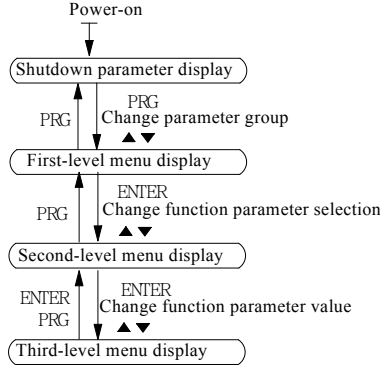 Power-on
Shutdown parameter display
PRG
PRG
Change parameter group
▲ ▼
First-level menu display
ENTER
PRG
Change function parameter selection
▲ ▼
Second-level menu display
ENTER
PRG
ENTER
Change function parameter value
▲ ▼
Third-level menu display